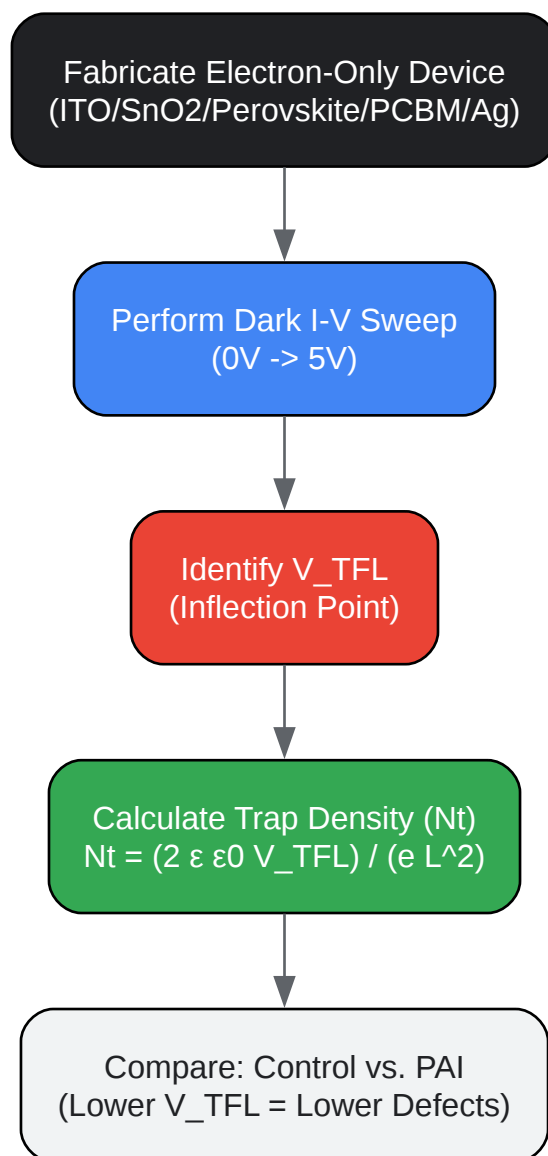 Fabricate Electron-Only Device
(ITO/SnO2/Perovskite/PCBM/Ag)
Perform Dark I-V Sweep
(0V -> 5V)
Identify V_TFL
(Inflection Point)
Calculate Trap Density (Nt)
Nt = (2 ε ε0 V_TFL) / (e L^2)
Compare: Control vs. PAI
(Lower V_TFL = Lower Defects)